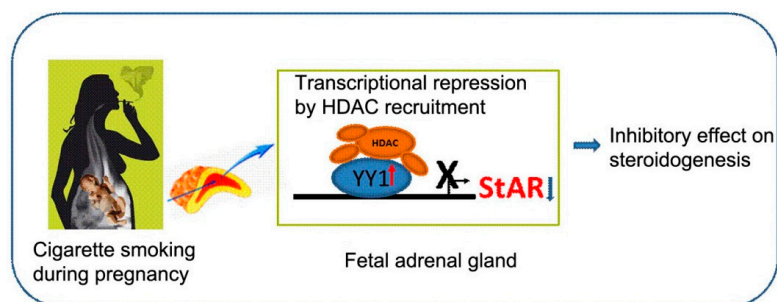 Transcriptional repression
by HDAC recruitment
HDAC
YY1
X
StAR
Inhibitory effect on
steroidogenesis
Cigarette smoking
during pregnancy
Fetal adrenal gland